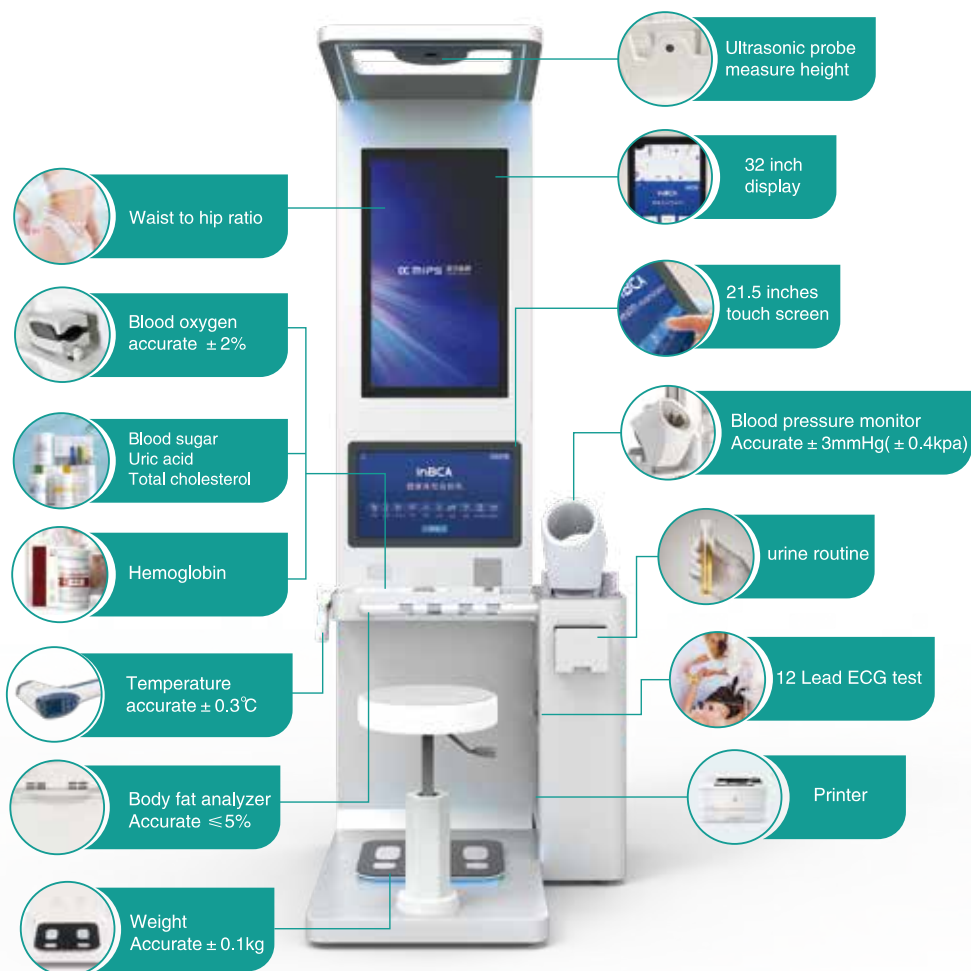 Ultrasonic probe
measure height
32 inch
display
Waist to hip ratio
MIPS
21.5 inches
touch screen
Blood oxygen
accurate ± 2%
Blood pressure monitor
Accurate ± 3mmHg( ± 0.4kpa)
Blood sugar
Uric acid
Total cholesterol
InBCA
urine routine
Hemoglobin
12 Lead ECG test
Temperature
accurate ± 0.3℃
Printer
Body fat analyzer
Accurate ≤5%
Weight
Accurate ± 0.1kg